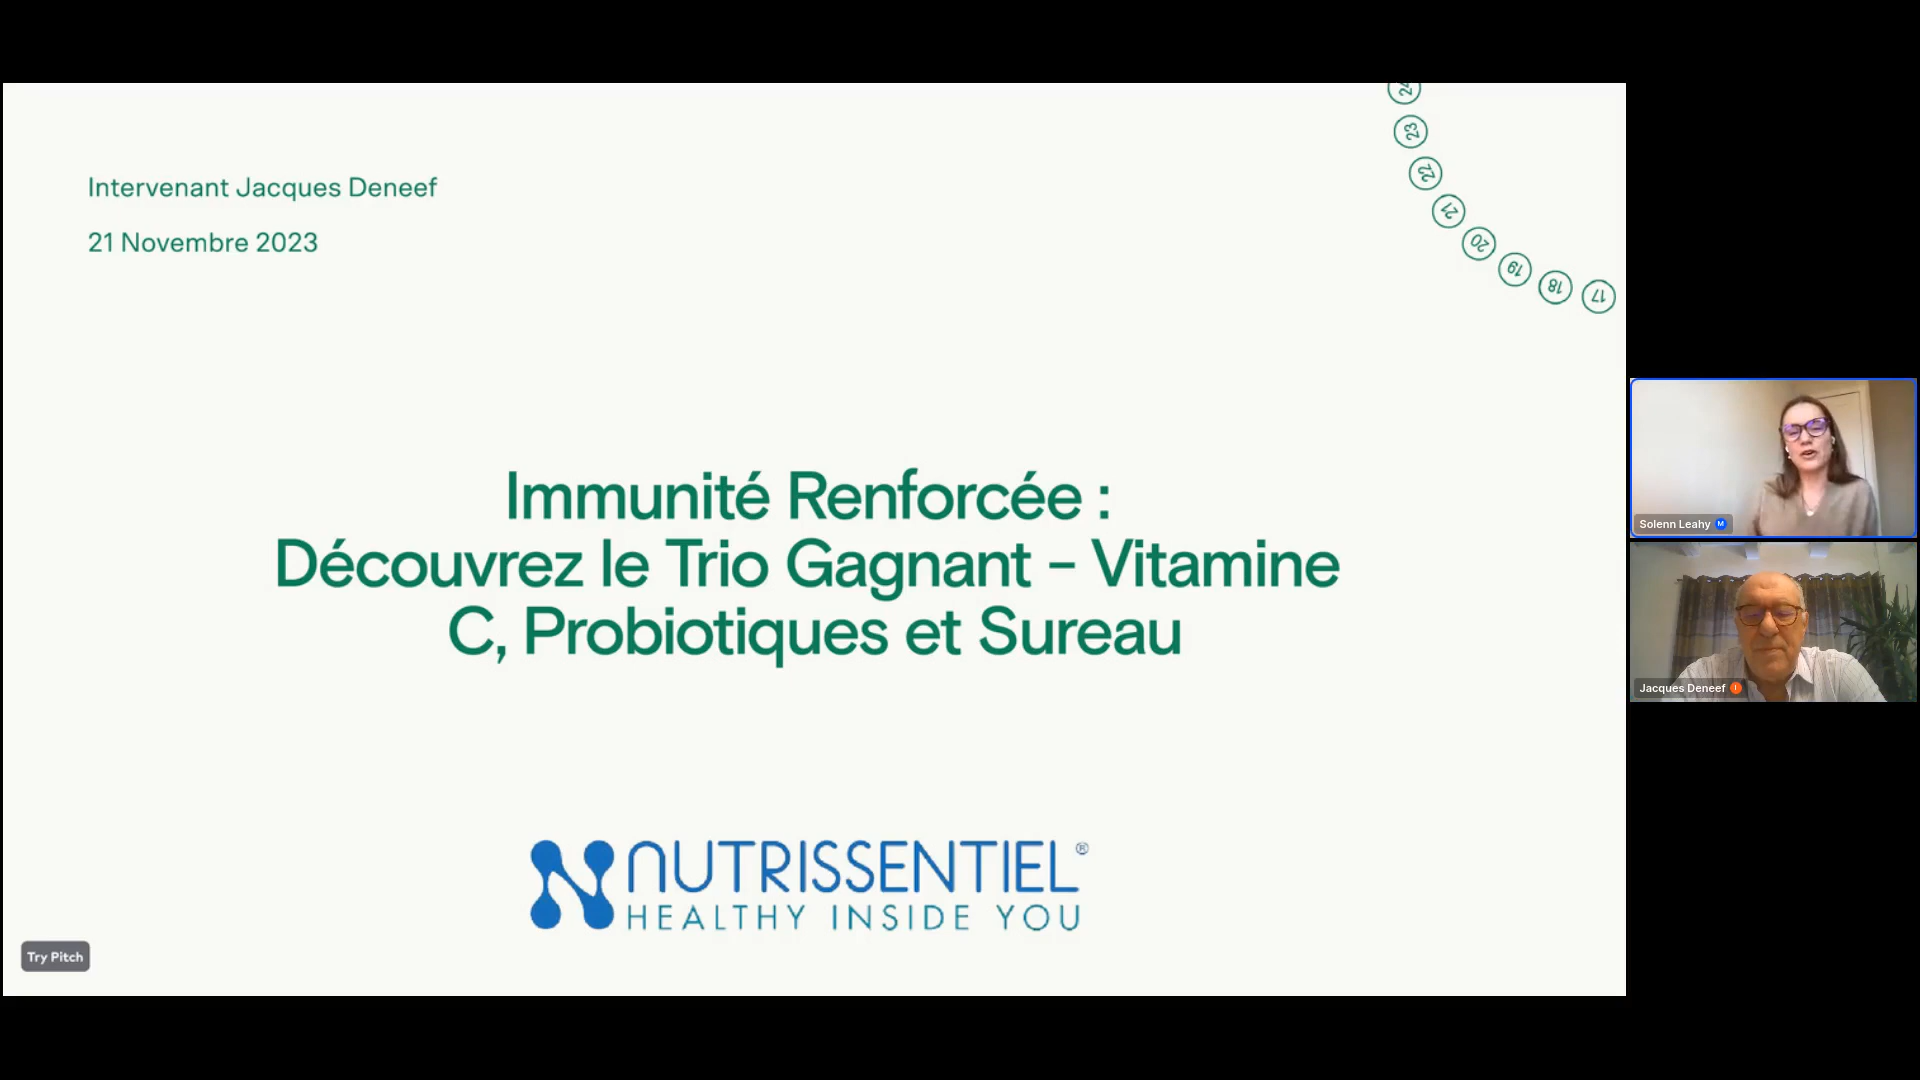 Intervenant Jacques Deneef
21 Novembre 2023
24
23
22
21
20
19
18
17
Immunité Renforcée :
Découvrez le Trio Gagnant – Vitamine
C, Probiotiques et Sureau
NUTRISSENTIEL®
HEALTHY INSIDE YOU
Try Pitch
Solenn Leahy M
Jacques Deneef I